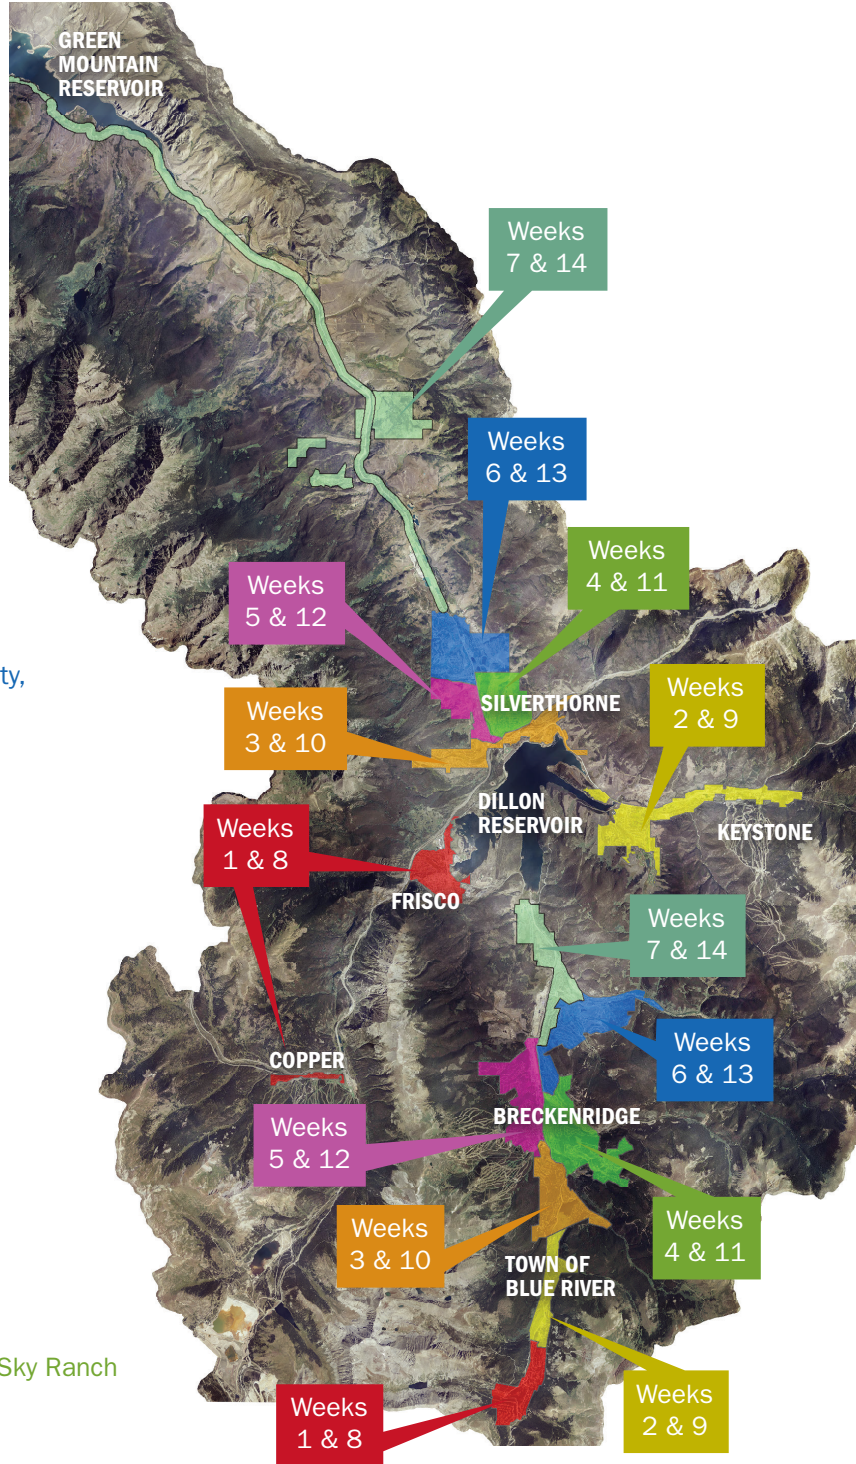 GREEN
MOUNTAIN
RESERVOIR
Weeks
7 & 14
Weeks
6 & 13
Weeks
4 & 11
Weeks
5 & 12
ty,
SILVERTHORNE
Weeks
2 & 9
Weeks
3 & 10
DILLON
RESERVOIR
KEYSTONE
Weeks
1 & 8
FRISCO
Weeks
7 & 14
COPPER
Weeks
6 & 13
BRECKENRIDGE
Weeks
5 & 12
Weeks
4 & 11
Weeks
3 & 10
TOWN OF
BLUE RIVER
Sky Ranch
Weeks
2 & 9
Weeks
1 & 8